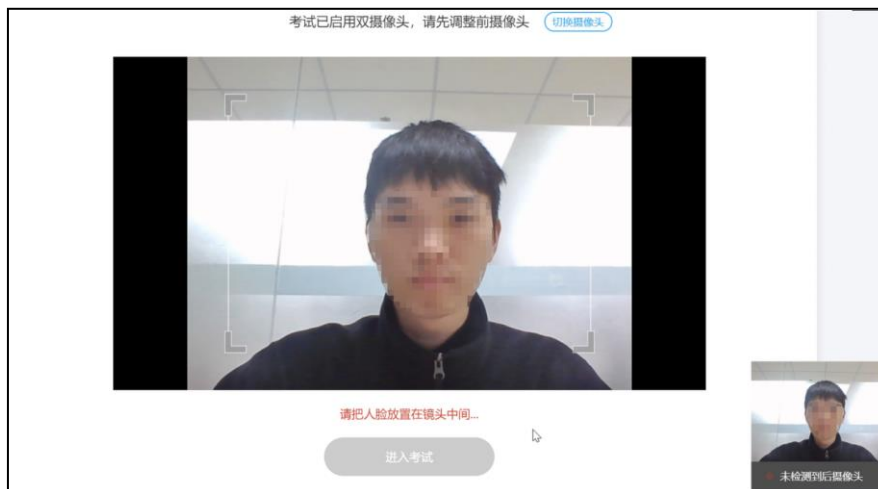 考试已启用双摄像头，请先调整前摄像头 切换摄像头
请把人脸放置在镜头中间...
进入考试
未检测到后摄像头